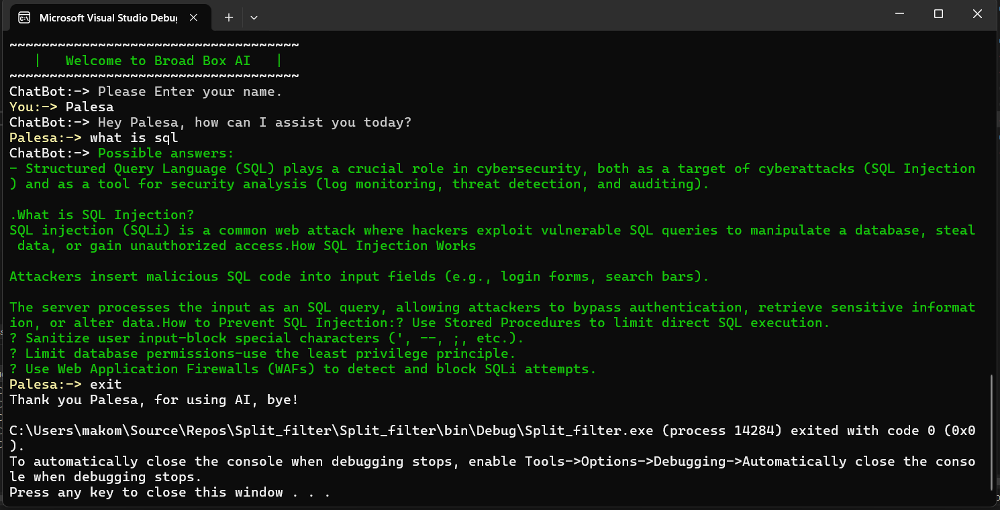 Microsoft Visual Studio Debu
~~~~~~~~~~~~~~~~~~~~~~~~~~~~~~~~~~~~
|   Welcome to Broad Box AI   |
~~~~~~~~~~~~~~~~~~~~~~~~~~~~~~~~~~~~
ChatBot:-> Please Enter your name.
You:-> Palesa
ChatBot:-> Hey Palesa, how can I assist you today?
Palesa:-> what is sql
ChatBot:-> Possible answers:
- Structured Query Language (SQL) plays a crucial role in cybersecurity, both as a target of cyberattacks (SQL Injection
) and as a tool for security analysis (log monitoring, threat detection, and auditing).
.What is SQL Injection?
SQL injection (SQLi) is a common web attack where hackers exploit vulnerable SQL queries to manipulate a database, steal
data, or gain unauthorized access.How SQL Injection Works
Attackers insert malicious SQL code into input fields (e.g., login forms, search bars).
The server processes the input as an SQL query, allowing attackers to bypass authentication, retrieve sensitive informat
ion, or alter data.How to Prevent SQL Injection:? Use Stored Procedures to limit direct SQL execution.
? Sanitize user input-block special characters (', --, ;, etc.).
? Limit database permissions-use the least privilege principle.
? Use Web Application Firewalls (WAFs) to detect and block SQLi attempts.
Palesa:-> exit
Thank you Palesa, for using AI, bye!
C:\Users\makom\Source\Repos\Split_filter\Split_filter\bin\Debug\Split_filter.exe (process 14284) exited with code 0 (0x0
).
To automatically close the console when debugging stops, enable Tools->Options->Debugging->Automatically close the conso
le when debugging stops.
Press any key to close this window . . .